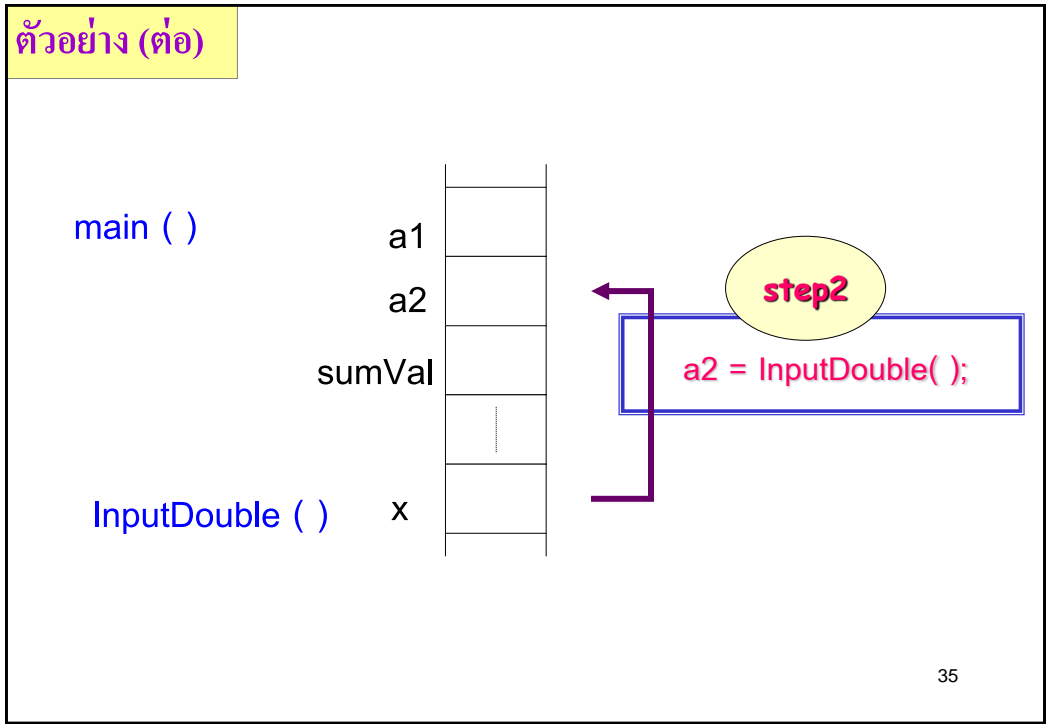 ตัวอย่าง (ต่อ)
main ( )
a1
a2
sumVal
InputDouble ( )
x
step2
a2 = InputDouble( );
35